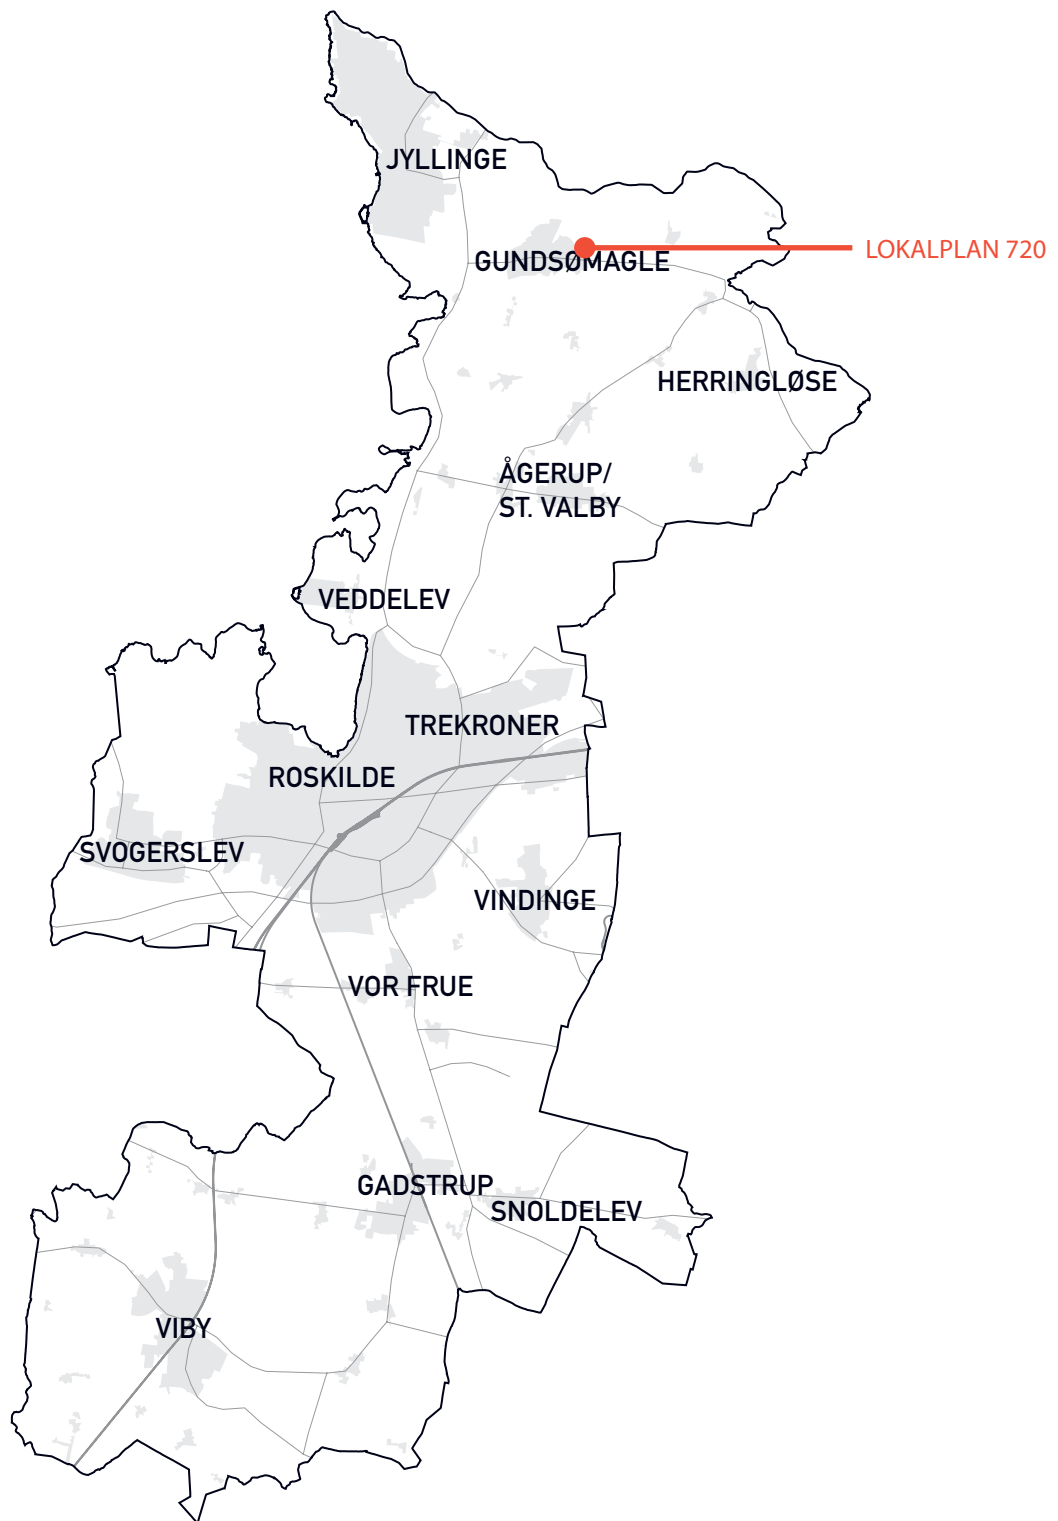 JYLLINGE
LOKALPLAN 720
GUNDSØMAGLE
HERRINGLØSE
ÅGERUP/
ST. VALBY
VEDDELEV
TREKRONER
ROSKILDE
SVOGERSLEV
VINDINGE
VOR FRUE
GADSTRUP
SNOLDELEV
VIBY